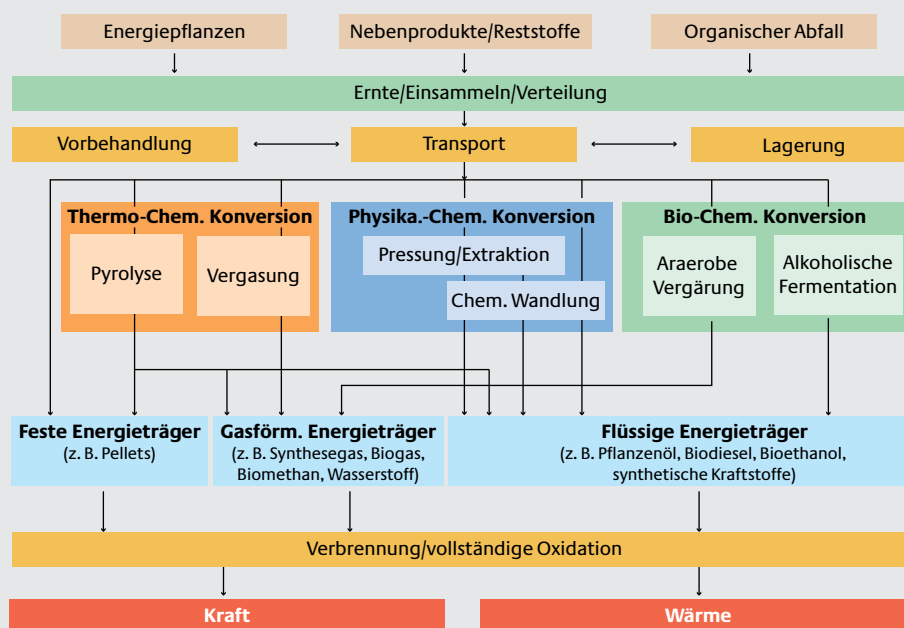 Energiepflanzen
Nebenprodukte/Reststoffe
Organischer Abfall
Ernte/Einsammeln/Verteilung
Vorbehandlung
Transport
Lagerung
Thermo-Chem. Konversion
Pyrolyse
Vergasung
Physika.-Chem. Konversion
Pressung/Extraktion
Chem. Wandlung
Bio-Chem. Konversion
Araerobe
Vergärung
Alkoholische
Fermentation
Feste Energieträger
(z. B. Pellets)
Gasförm. Energieträger
(z. B. Synthesegas, Biogas,
Biomethan, Wasserstoff)
Flüssige Energieträger
(z. B. Pflanzenöl, Biodiesel, Bioethanol,
synthetische Kraftstoffe)
Verbrennung/vollständige Oxidation
Kraft
Wärme